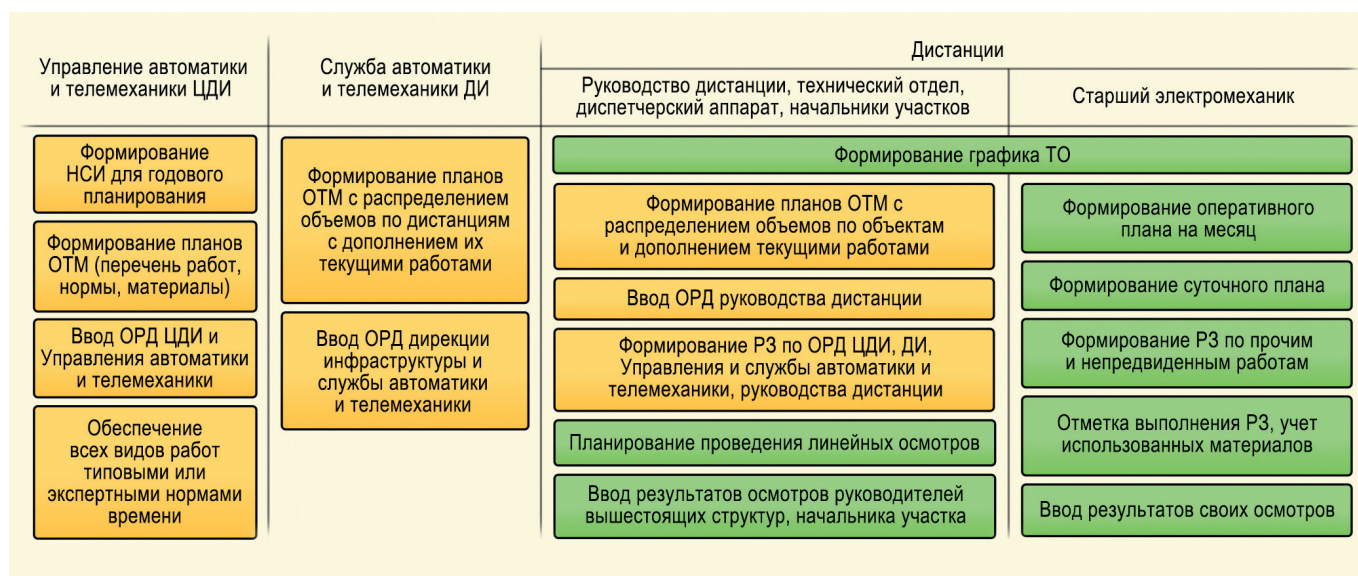 Управление автоматики
и телемеханики ЦДИ
Служба автоматики
и телемеханики ДИ
Дистанции
Руководство дистанции, технический отдел,
диспетчерский аппарат, начальники участков
Старший электромеханик
Формирование
НСИ для годового
планирования
Формирование планов
ОТМ (перечень работ,
нормы, материалы)
Ввод ОРД ЦДИ и
Управления автоматики
и телемеханики
Обеспечение
всех видов работ
типовыми или
экспертными нормами
времени
Формирование планов
ОТМ с распределением
объемов по дистанциям
с дополнением их
текущими работами
Ввод ОРД дирекции
инфраструктуры и
службы автоматики
и телемеханики
Формирование графика ТО
Формирование планов ОТМ с
распределением объемов по объектам
и дополнением текущими работами
Ввод ОРД руководства дистанции
Формирование РЗ по ОРД ЦДИ, ДИ,
Управления и службы автоматики и
телемеханики, руководства дистанции
Планирование проведения линейных осмотров
Ввод результатов осмотров руководителей
вышестоящих структур, начальника участка
Формирование оперативного
плана на месяц
Формирование суточного плана
Формирование РЗ по прочим
и непредвиденным работам
Отметка выполнения РЗ, учет
использованных материалов
Ввод результатов своих осмотров